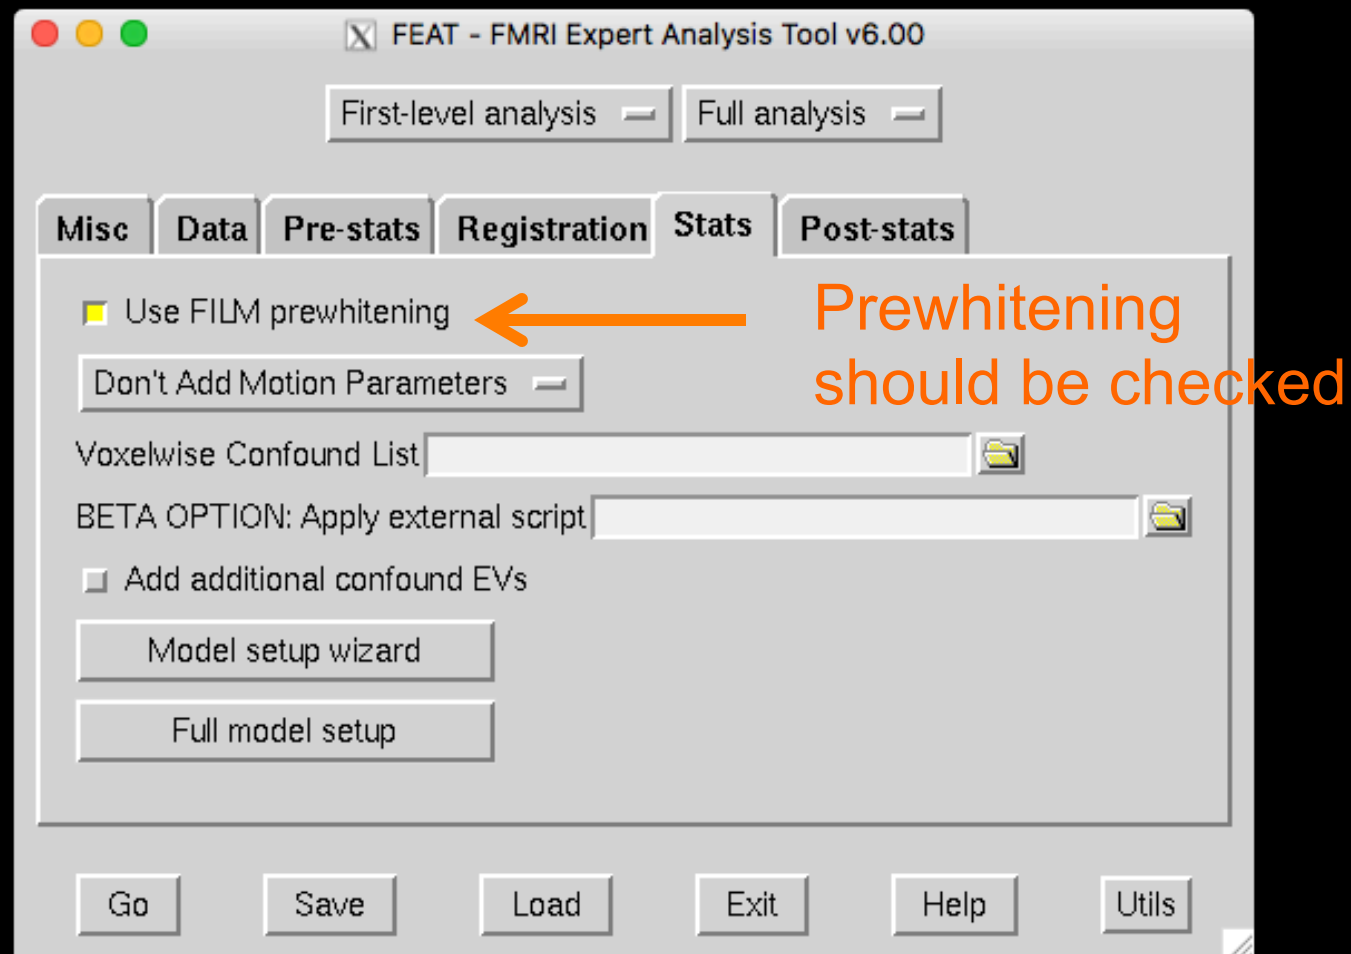 FEAT - FMRI Expert Analysis Tool v6.00
First-level analysis Full analysis
Misc Data Pre-stats Registration Stats Post-stats
Use FILM prewhitening
Prewhitening
should be checked
Don't Add Motion Parameters
Voxelwise Confound List
BETA OPTION: Apply external script
Add additional confound EVs
Model setup wizard
Full model setup
Go Save Load Exit Help Utils